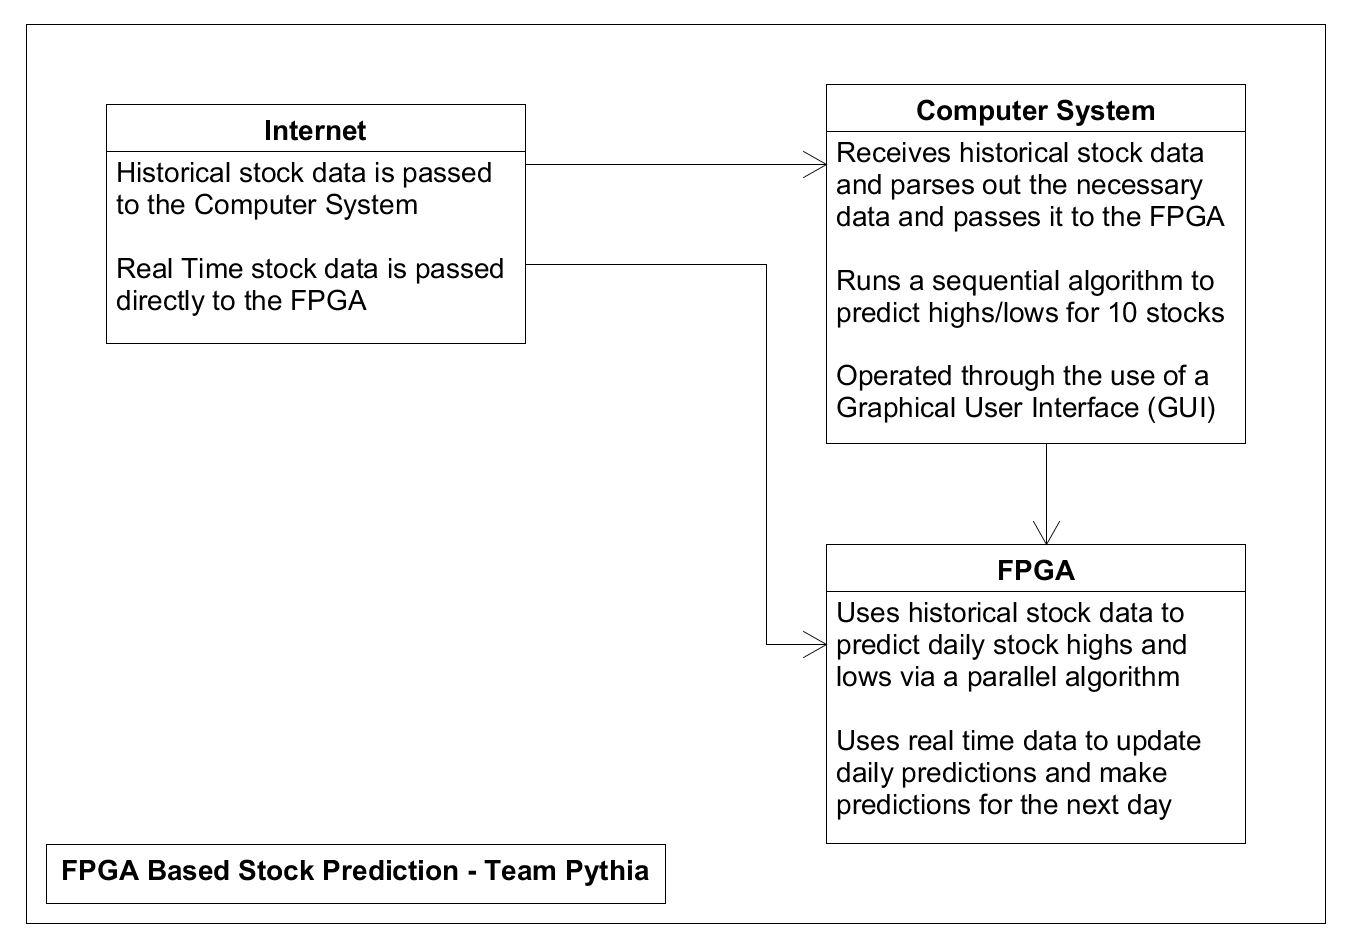 Internet
Historical stock data is passed
to the Computer System
Real Time stock data is passed
directly to the FPGA
Computer System
Receives historical stock data
and parses out the necessary
data and passes it to the FPGA
Runs a sequential algorithm to
predict highs/lows for 10 stocks
Operated through the use of a
Graphical User Interface (GUI)
FPGA
Uses historical stock data to
predict daily stock highs and
lows via a parallel algorithm
Uses real time data to update
daily predictions and make
predictions for the next day
FPGA Based Stock Prediction - Team Pythia